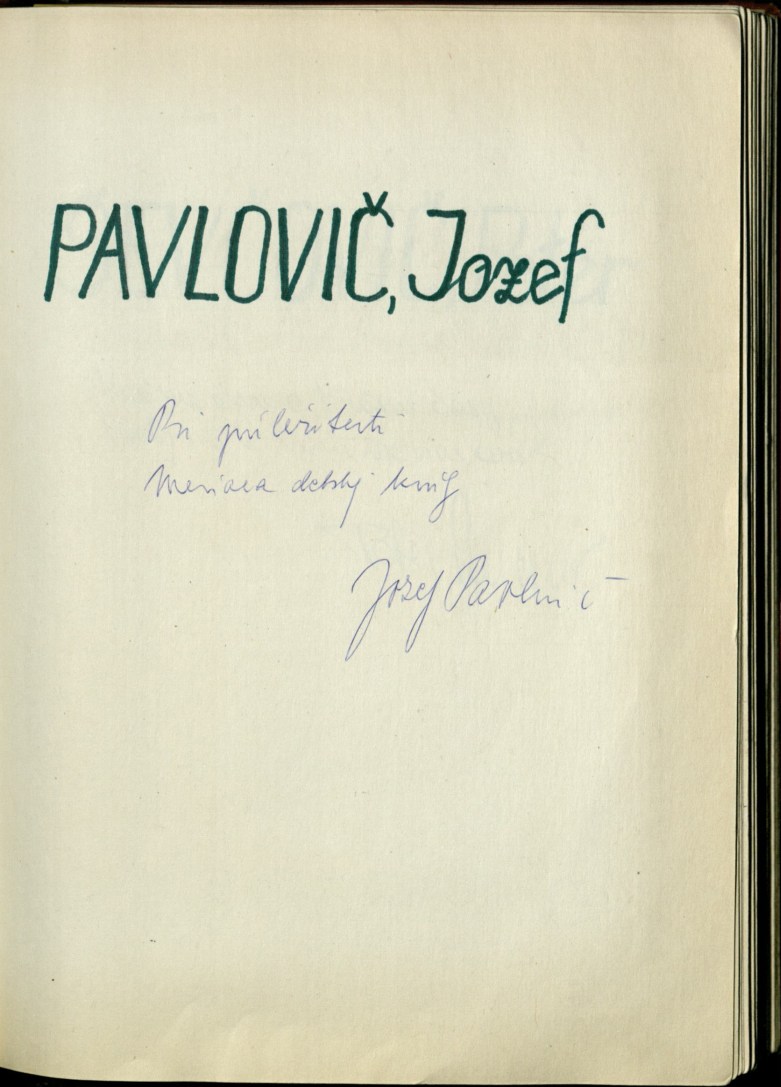 PAVLOVIČ, Jozef
Pri príležitosti
Mesiaca detskej knihy
Jozef Pavlovič